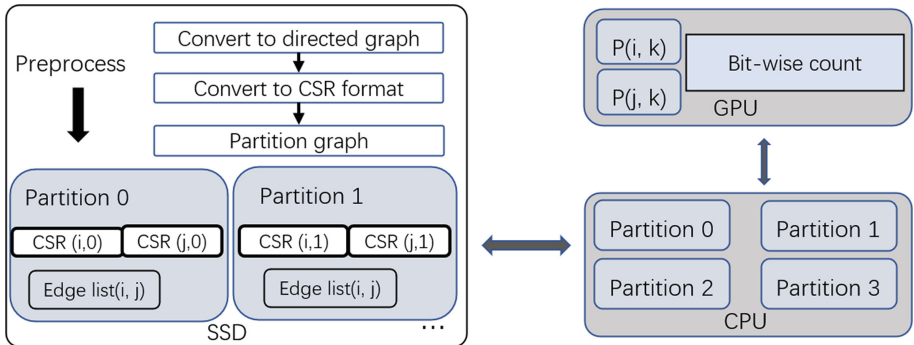 Preprocess
Convert to directed graph
Convert to CSR format
Partition graph
Partition 0
CSR (i,0)
CSR (j,0)
Edge list(i, j)
Partition 1
CSR (i,1)
CSR (j,1)
Edge list(i, j)
...
SSD
P(i, k)
P(j, k)
Bit-wise count
GPU
Partition 0
Partition 1
Partition 2
Partition 3
CPU